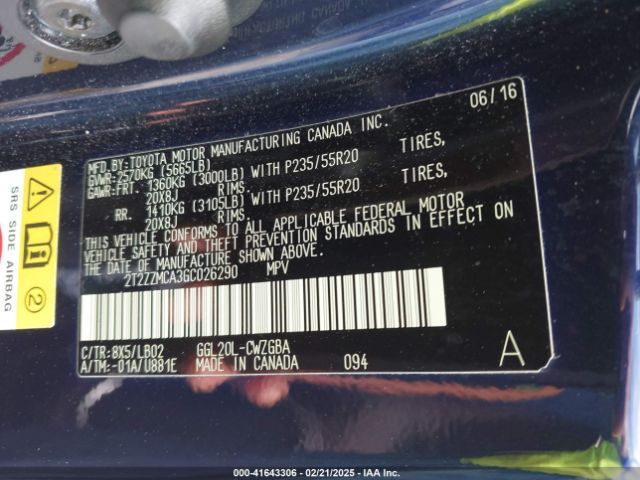 06/16
MFD.BY:TOYOTA MOTOR MANUFACTURING CANADA INC.
GVWR:2570KG (5665LB)
GAWR:FRT. 1360KG (3000LB) WITH P235/55R20 TIRES,
20X8J RIMS.
RR. 1410KG (3105LB) WITH P235/55R20 TIRES,
20X8J RIMS.
THIS VEHICLE CONFORMS TO ALL APPLICABLE FEDERAL MOTOR
VEHICLE SAFETY AND THEFT PREVENTION STANDARDS IN EFFECT ON
THE DATE OF MANUFACTURE SHOWN ABOVE.
2T2ZZMCA3GC026290 MPV
C/TR:8X5/LB02 GGL20L-CWZGBA
A/TM:-01A/U881E MADE IN CANADA 094 A
SRS SIDE AIRBAG
2
41643306 - 02/21/2025 - IAA Inc.